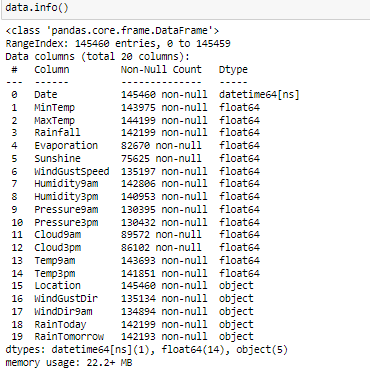 data.info()
<class 'pandas.core.frame.DataFrame'>
RangeIndex: 145460 entries, 0 to 145459
Data columns (total 20 columns):
 #   Column         Non-Null Count   Dtype
---  ------         --------------   -----
 0   Date           145460 non-null  datetime64[ns]
 1   MinTemp        143975 non-null  float64
 2   MaxTemp        144199 non-null  float64
 3   Rainfall       142199 non-null  float64
 4   Evaporation    82670 non-null   float64
 5   Sunshine       75625 non-null   float64
 6   WindGustSpeed  135197 non-null  float64
 7   Humidity9am    142806 non-null  float64
 8   Humidity3pm    140953 non-null  float64
 9   Pressure9am    130395 non-null  float64
 10  Pressure3pm    130432 non-null  float64
 11  Cloud9am       89572 non-null   float64
 12  Cloud3pm       86102 non-null   float64
 13  Temp9am        143693 non-null  float64
 14  Temp3pm        141851 non-null  float64
 15  Location       145460 non-null  object
 16  WindGustDir    135134 non-null  object
 17  WindDir9am     134894 non-null  object
 18  RainToday      142199 non-null  object
 19  RainTomorrow   142193 non-null  object
dtypes: datetime64[ns](1), float64(14), object(5)
memory usage: 22.2+ MB